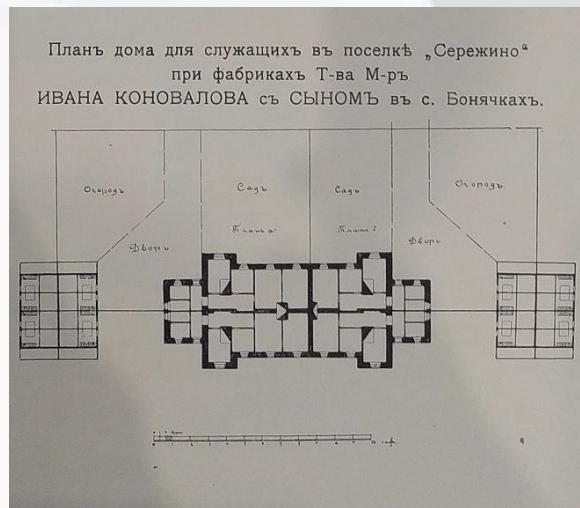 Планъ дома для служащихъ въ поселкѣ „Сережино“
при фабрикахъ Т-ва М-ръ
ИВАНА КОНОВАЛОВА съ СЫНОМЪ въ с. Бонячкахъ.
Огородъ Садъ Садъ Огородъ
Дворъ Дворъ